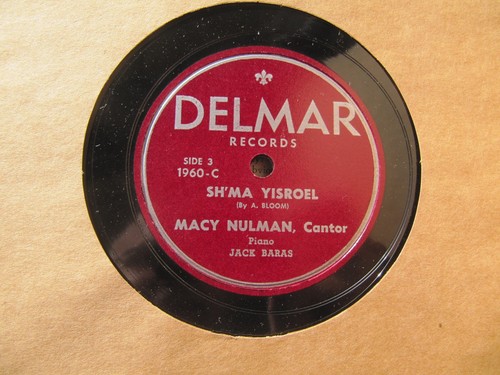 DELMAR
RECORDS
SIDE 3
1960-C
SH'MA YISROEL
(By A. BLOOM)
MACY NULMAN, Cantor
Piano
JACK BARAS